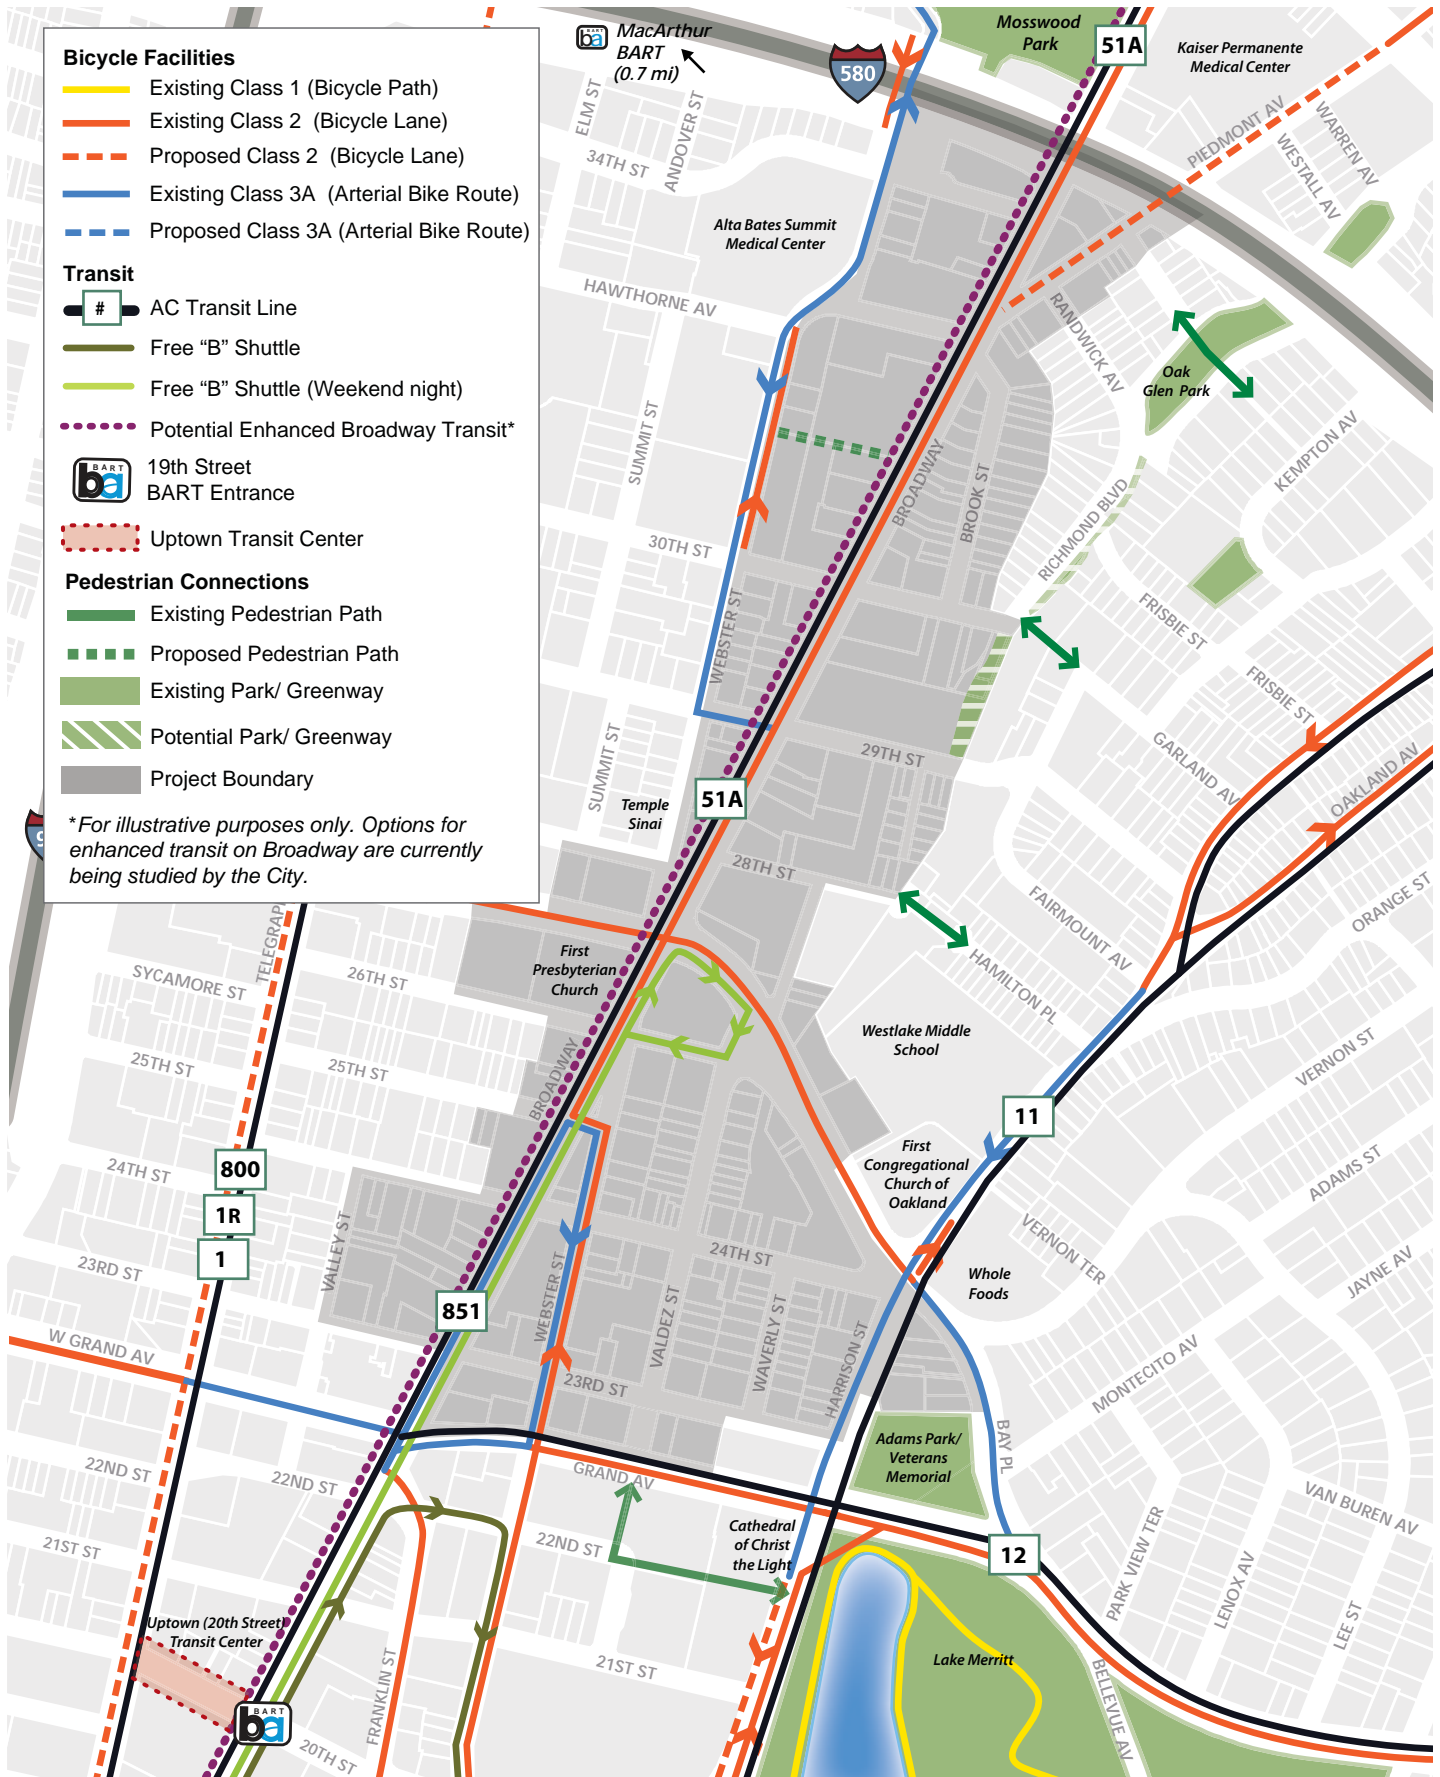 Bicycle Facilities
Existing Class 1 (Bicycle Path)
Existing Class 2 (Bicycle Lane)
Proposed Class 2 (Bicycle Lane)
Existing Class 3A (Arterial Bike Route)
Proposed Class 3A (Arterial Bike Route)
Transit
# AC Transit Line
Free “B” Shuttle
Free “B” Shuttle (Weekend night)
Potential Enhanced Broadway Transit*
BART
ba
19th Street
BART Entrance
Uptown Transit Center
Pedestrian Connections
Existing Pedestrian Path
Proposed Pedestrian Path
Existing Park/ Greenway
Potential Park/ Greenway
Project Boundary
*For illustrative purposes only. Options for
enhanced transit on Broadway are currently
being studied by the City.
BART
ba
MacArthur
BART
(0.7 mi)
580
Mosswood
Park
51A
Kaiser Permanente
Medical Center
ELM ST
ANDOVER ST
34TH ST
PIEDMONT AV
WARREN AV
WESTALL AV
Alta Bates Summit
Medical Center
HAWTHORNE AV
RANDWICK AV
Oak
Glen Park
SUMMIT ST
BROADWAY
BROOK ST
KEMPTON AV
RICHMOND BLVD
30TH ST
WEBSTER ST
FRISBIE ST
FRISBIE ST
SUMMIT ST
29TH ST
GARLAND AV
OAKLAND AV
51A
Temple
Sinai
28TH ST
FAIRMOUNT AV
ORANGE ST
TELEGRAPH
SYCAMORE ST
26TH ST
First
Presbyterian
Church
HAMILTON PL
Westlake Middle
School
VERNON ST
25TH ST
25TH ST
BROADWAY
11
800
1R
1
24TH ST
First
Congregational
Church of
Oakland
ADAMS ST
VALLEY ST
23RD ST
24TH ST
VERNON TER
JAYNE AV
Whole
Foods
851
WEBSTER ST
VALDEZ ST
WAVERLY ST
HARRISON ST
W GRAND AV
23RD ST
MONTECITO AV
Adams Park/
Veterans
Memorial
BAY PL
22ND ST
22ND ST
GRAND AV
VAN BUREN AV
21ST ST
22ND ST
Cathedral
of Christ
the Light
12
PARK VIEW TER
LENOX AV
LEE ST
Uptown (20th Street)
Transit Center
21ST ST
Lake Merritt
FRANKLIN ST
BELLEVUE AV
BART
ba
20TH ST